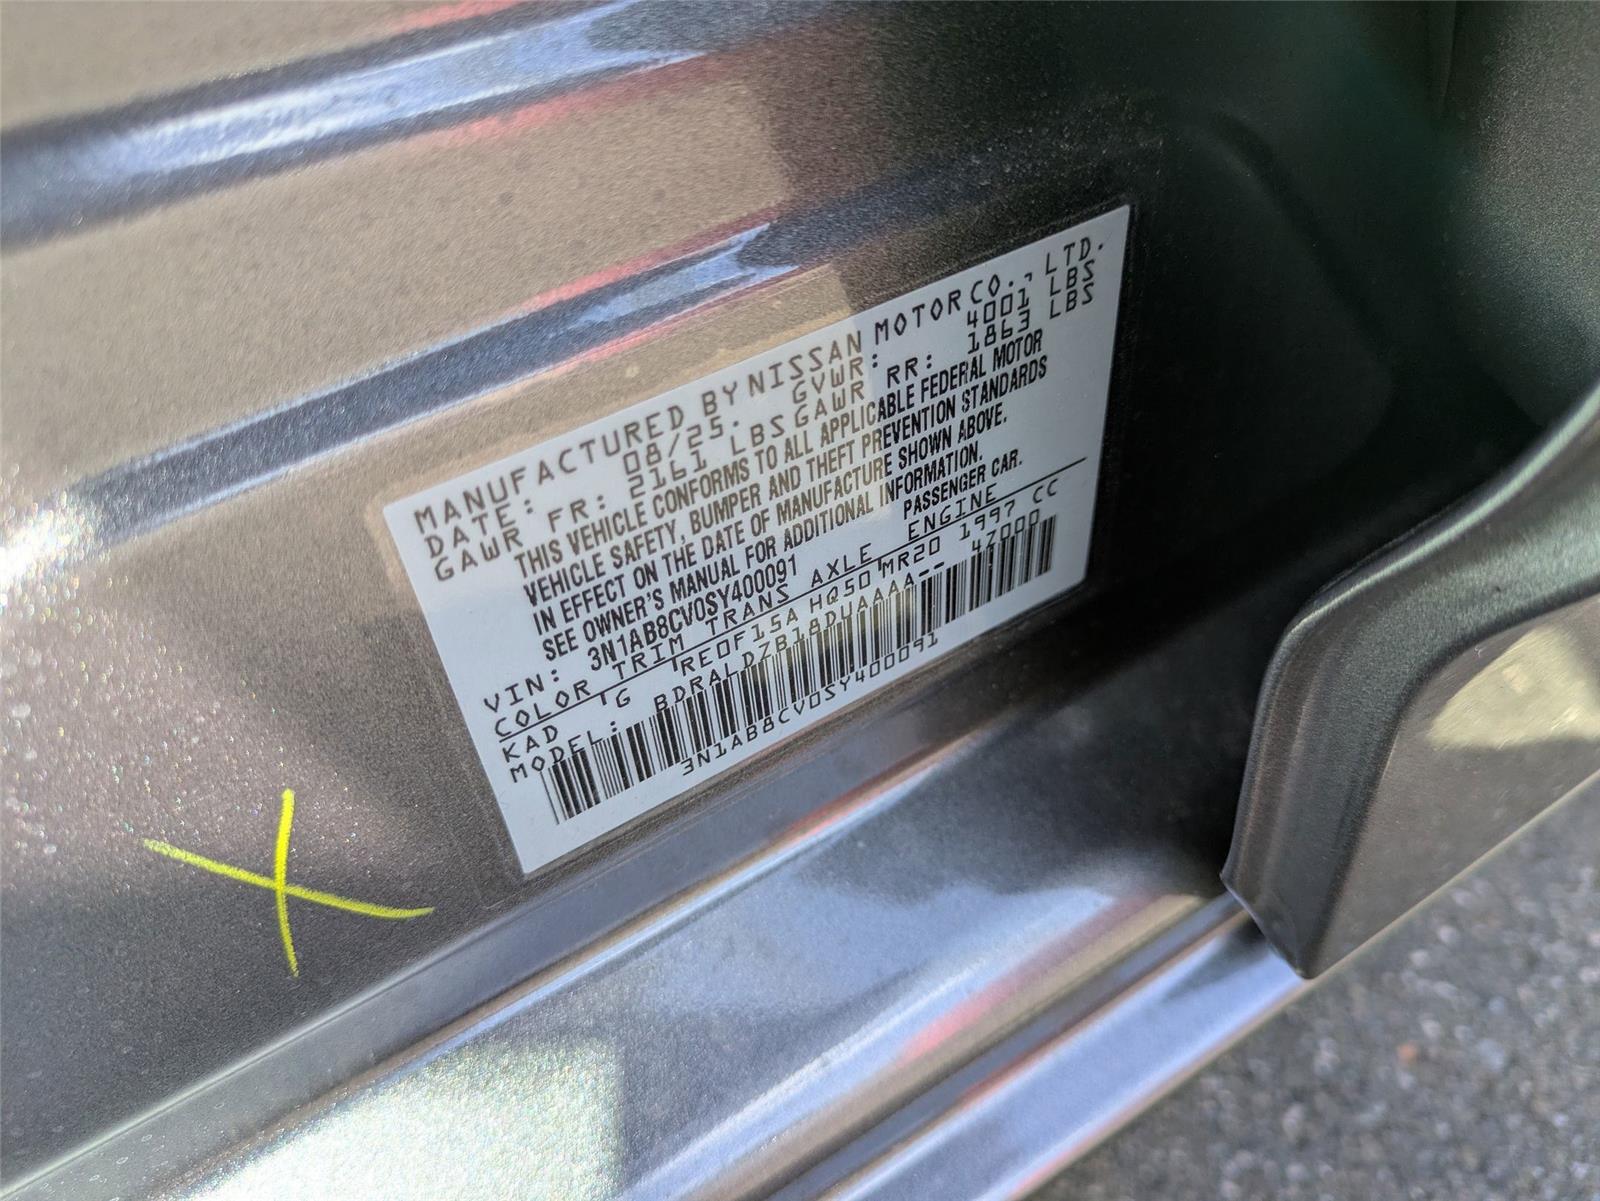 MANUFACTURED BY NISSAN MOTOR CO., LTD.
DATE: 08/25. GVWR: 4001 LBS
GAWR FR: 2161 LBS GAWR RR: 1863 LBS
THIS VEHICLE CONFORMS TO ALL APPLICABLE FEDERAL MOTOR
VEHICLE SAFETY, BUMPER AND THEFT PREVENTION STANDARDS
IN EFFECT ON THE DATE OF MANUFACTURE SHOWN ABOVE.
SEE OWNER'S MANUAL FOR ADDITIONAL INFORMATION.
VIN: 3N1AB8CV0SY400091 PASSENGER CAR.
COLOR TRIM TRANS AXLE ENGINE
KAD G RE0F15A HQ50 MR20 1997 CC
MODEL: BDRALDZB18DUAAAA-- 47000
3N1AB8CV0SY400091
X